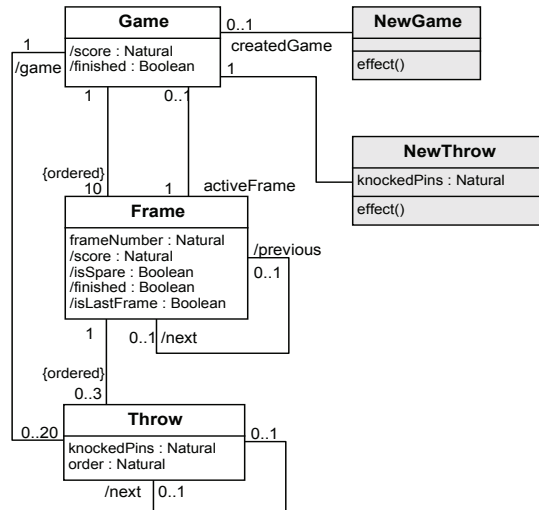 Game
/score : Natural
/finished : Boolean
0..1
createdGame
NewGame
effect()
1
/game
1
1
0..1
NewThrow
knockedPins : Natural
effect()
{ordered}
10
1
activeFrame
Frame
frameNumber : Natural
/score : Natural
/isSpare : Boolean
/finished : Boolean
/isLastFrame : Boolean
/previous
0..1
1
0..1
/next
{ordered}
0..3
Throw
knockedPins : Natural
order : Natural
0..20
0..1
/next
0..1